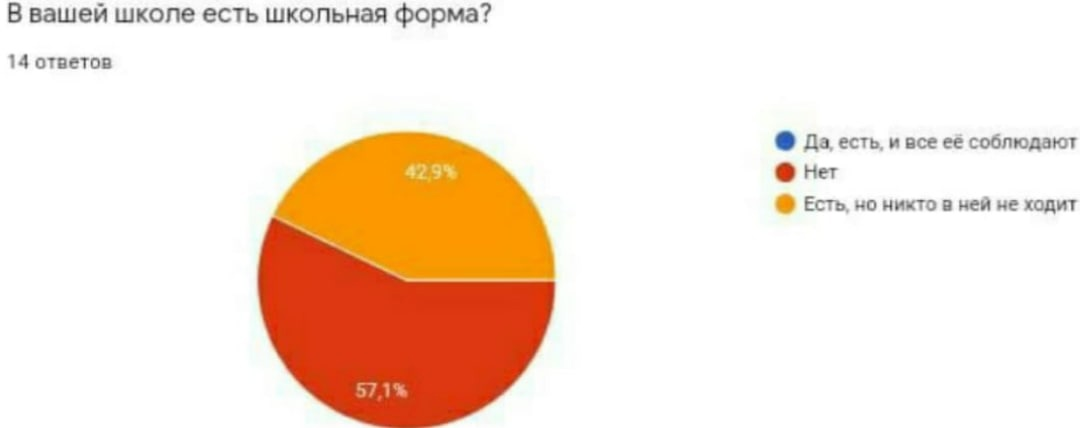 В вашей школе есть школьная форма?
14 ответов
42,9%
57,1%
Да, есть, и все её соблюдают
Нет
Есть, но никто в ней не ходит